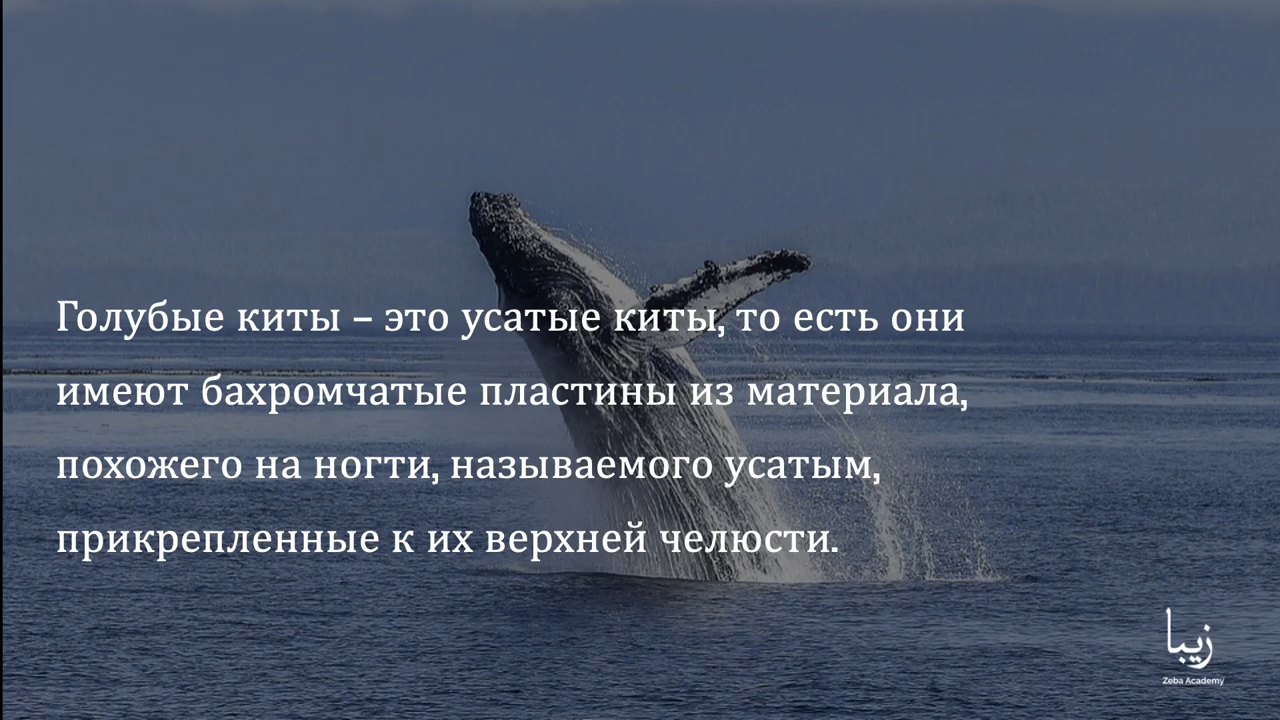 Голубые киты – это усатые киты, то есть они
имеют бахромчатые пластины из материала,
похожего на ногти, называемого усатым,
прикрепленные к их верхней челюсти.
زيبا
Zeba Academy